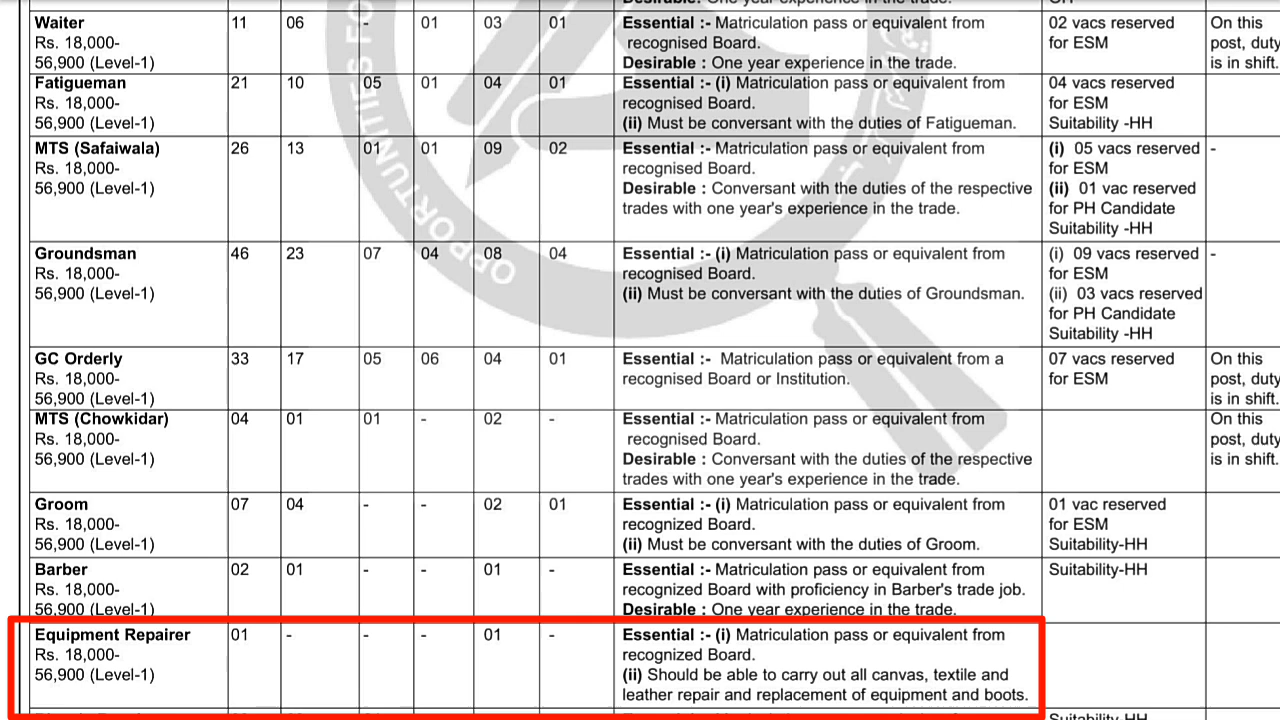 Desirable: One year experience in the trade.
Waiter 11 06 - 01 03 01 Essential :- Matriculation pass or equivalent from 02 vacs reserved On this
Rs. 18,000- recognised Board. for ESM post, duty
56,900 (Level-1) Desirable : One year experience in the trade. is in shift.
Fatigueman 21 10 05 01 04 01 Essential :- (i) Matriculation pass or equivalent from 04 vacs reserved
Rs. 18,000- recognised Board. for ESM
56,900 (Level-1) (ii) Must be conversant with the duties of Fatigueman. Suitability -HH
MTS (Safaiwala) 26 13 01 01 09 02 Essential :- Matriculation pass or equivalent from (i) 05 vacs reserved -
Rs. 18,000- recognised Board. for ESM
56,900 (Level-1) Desirable : Conversant with the duties of the respective (ii) 01 vac reserved
trades with one year's experience in the trade. for PH Candidate
Suitability -HH
Groundsman 46 23 07 04 08 04 Essential :- (i) Matriculation pass or equivalent from (i) 09 vacs reserved -
Rs. 18,000- recognised Board. for ESM
56,900 (Level-1) (ii) Must be conversant with the duties of Groundsman. (ii) 03 vacs reserved
for PH Candidate
Suitability -HH
GC Orderly 33 17 05 06 04 01 Essential :- Matriculation pass or equivalent from a 07 vacs reserved On this
Rs. 18,000- recognised Board or Institution. for ESM post, duty
56,900 (Level-1) is in shift.
MTS (Chowkidar) 04 01 01 - 02 - Essential :- Matriculation pass or equivalent from On this
Rs. 18,000- recognised Board. post, duty
56,900 (Level-1) Desirable : Conversant with the duties of the respective is in shift.
trades with one year's experience in the trade.
Groom 07 04 - - 02 01 Essential :- (i) Matriculation pass or equivalent from 01 vac reserved
Rs. 18,000- recognized Board. for ESM
56,900 (Level-1) (ii) Must be conversant with the duties of Groom. Suitability-HH
Barber 02 01 - - 01 - Essential :- Matriculation pass or equivalent from Suitability-HH
Rs. 18,000- recognized Board with proficiency in Barber's trade job.
56,900 (Level-1) Desirable : One year experience in the trade.
Equipment Repairer 01 - - - 01 - Essential :- (i) Matriculation pass or equivalent from
Rs. 18,000- recognized Board.
56,900 (Level-1) (ii) Should be able to carry out all canvas, textile and
leather repair and replacement of equipment and boots.
Suitability-HH
OPPORTUNITIES FO